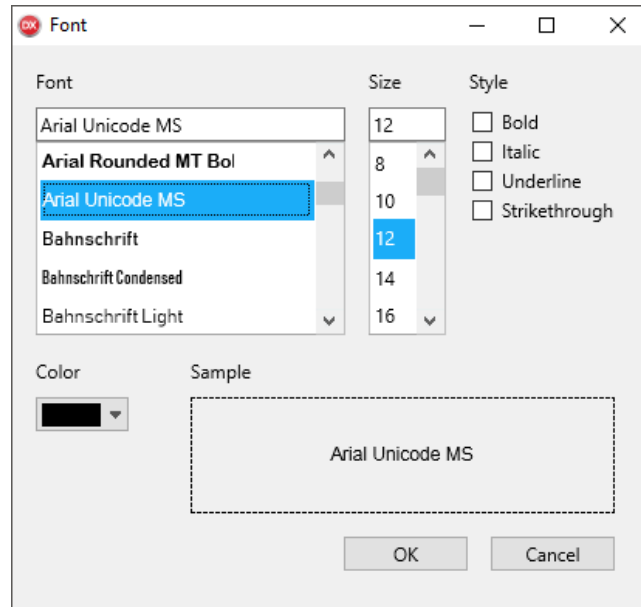 DX Font
Font
Size
Style
Arial Unicode MS
12
Bold
Italic
Underline
Strikethrough
Arial Rounded MT Bol
Arial Unicode MS
Bahnschrift
Bahnschrift Condensed
Bahnschrift Light
8
10
12
14
16
Color
Sample
Arial Unicode MS
OK
Cancel